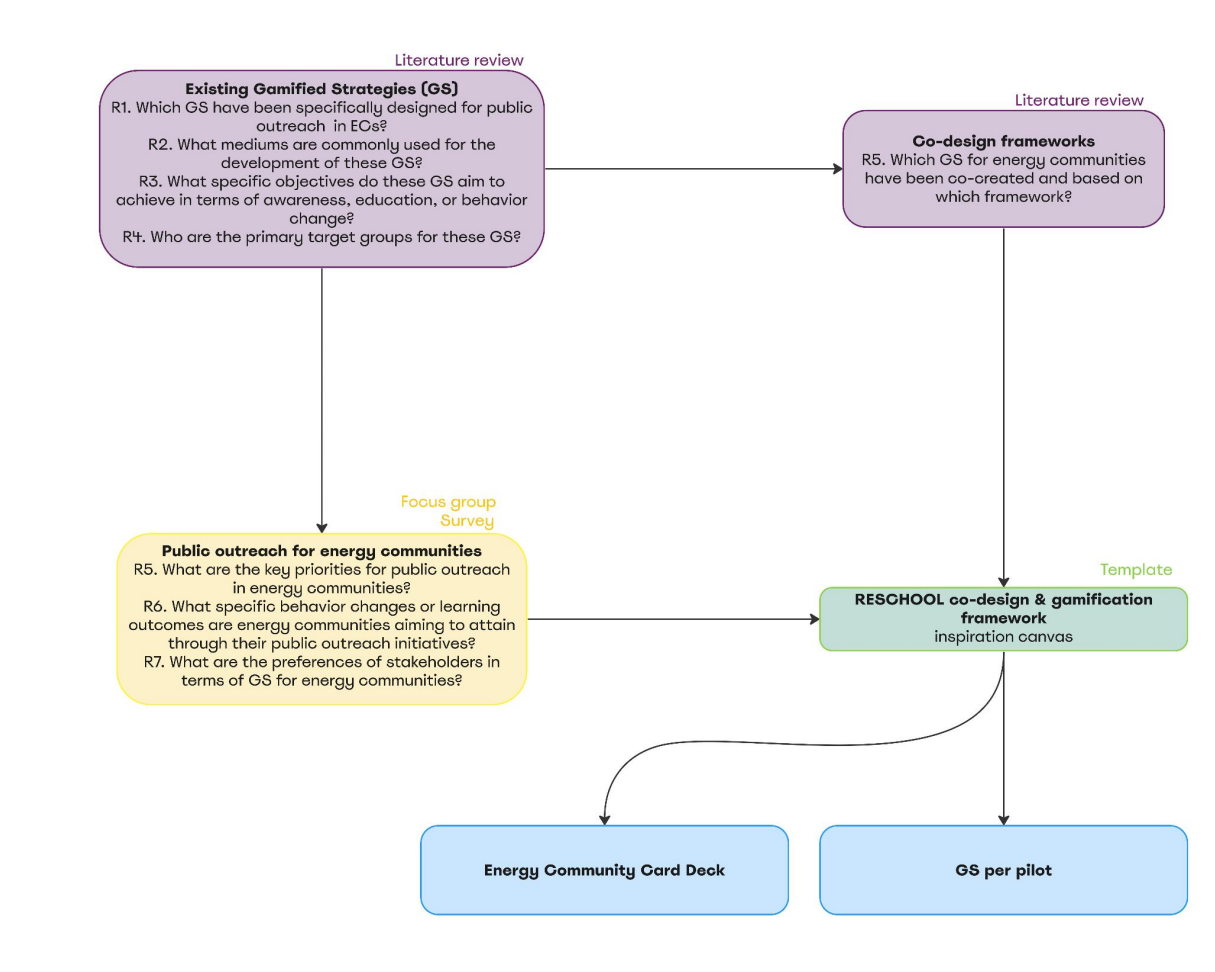 Literature review
Existing Gamified Strategies (GS)
R1. Which GS have been specifically designed for public
outreach in ECs?
R2. What mediums are commonly used for the
development of these GS?
R3. What specific objectives do these GS aim to
achieve in terms of awareness, education, or behavior
change?
R4. Who are the primary target groups for these GS?
Literature review
Co-design frameworks
R5. Which GS for energy communities
have been co-created and based on
which framework?
Focus group
Survey
Public outreach for energy communities
R5. What are the key priorities for public outreach
in energy communities?
R6. What specific behavior changes or learning
outcomes are energy communities aiming to attain
through their public outreach initiatives?
R7. What are the preferences of stakeholders in
terms of GS for energy communities?
Template
RESCHOOL co-design & gamification
framework
inspiration canvas
Energy Community Card Deck
GS per pilot